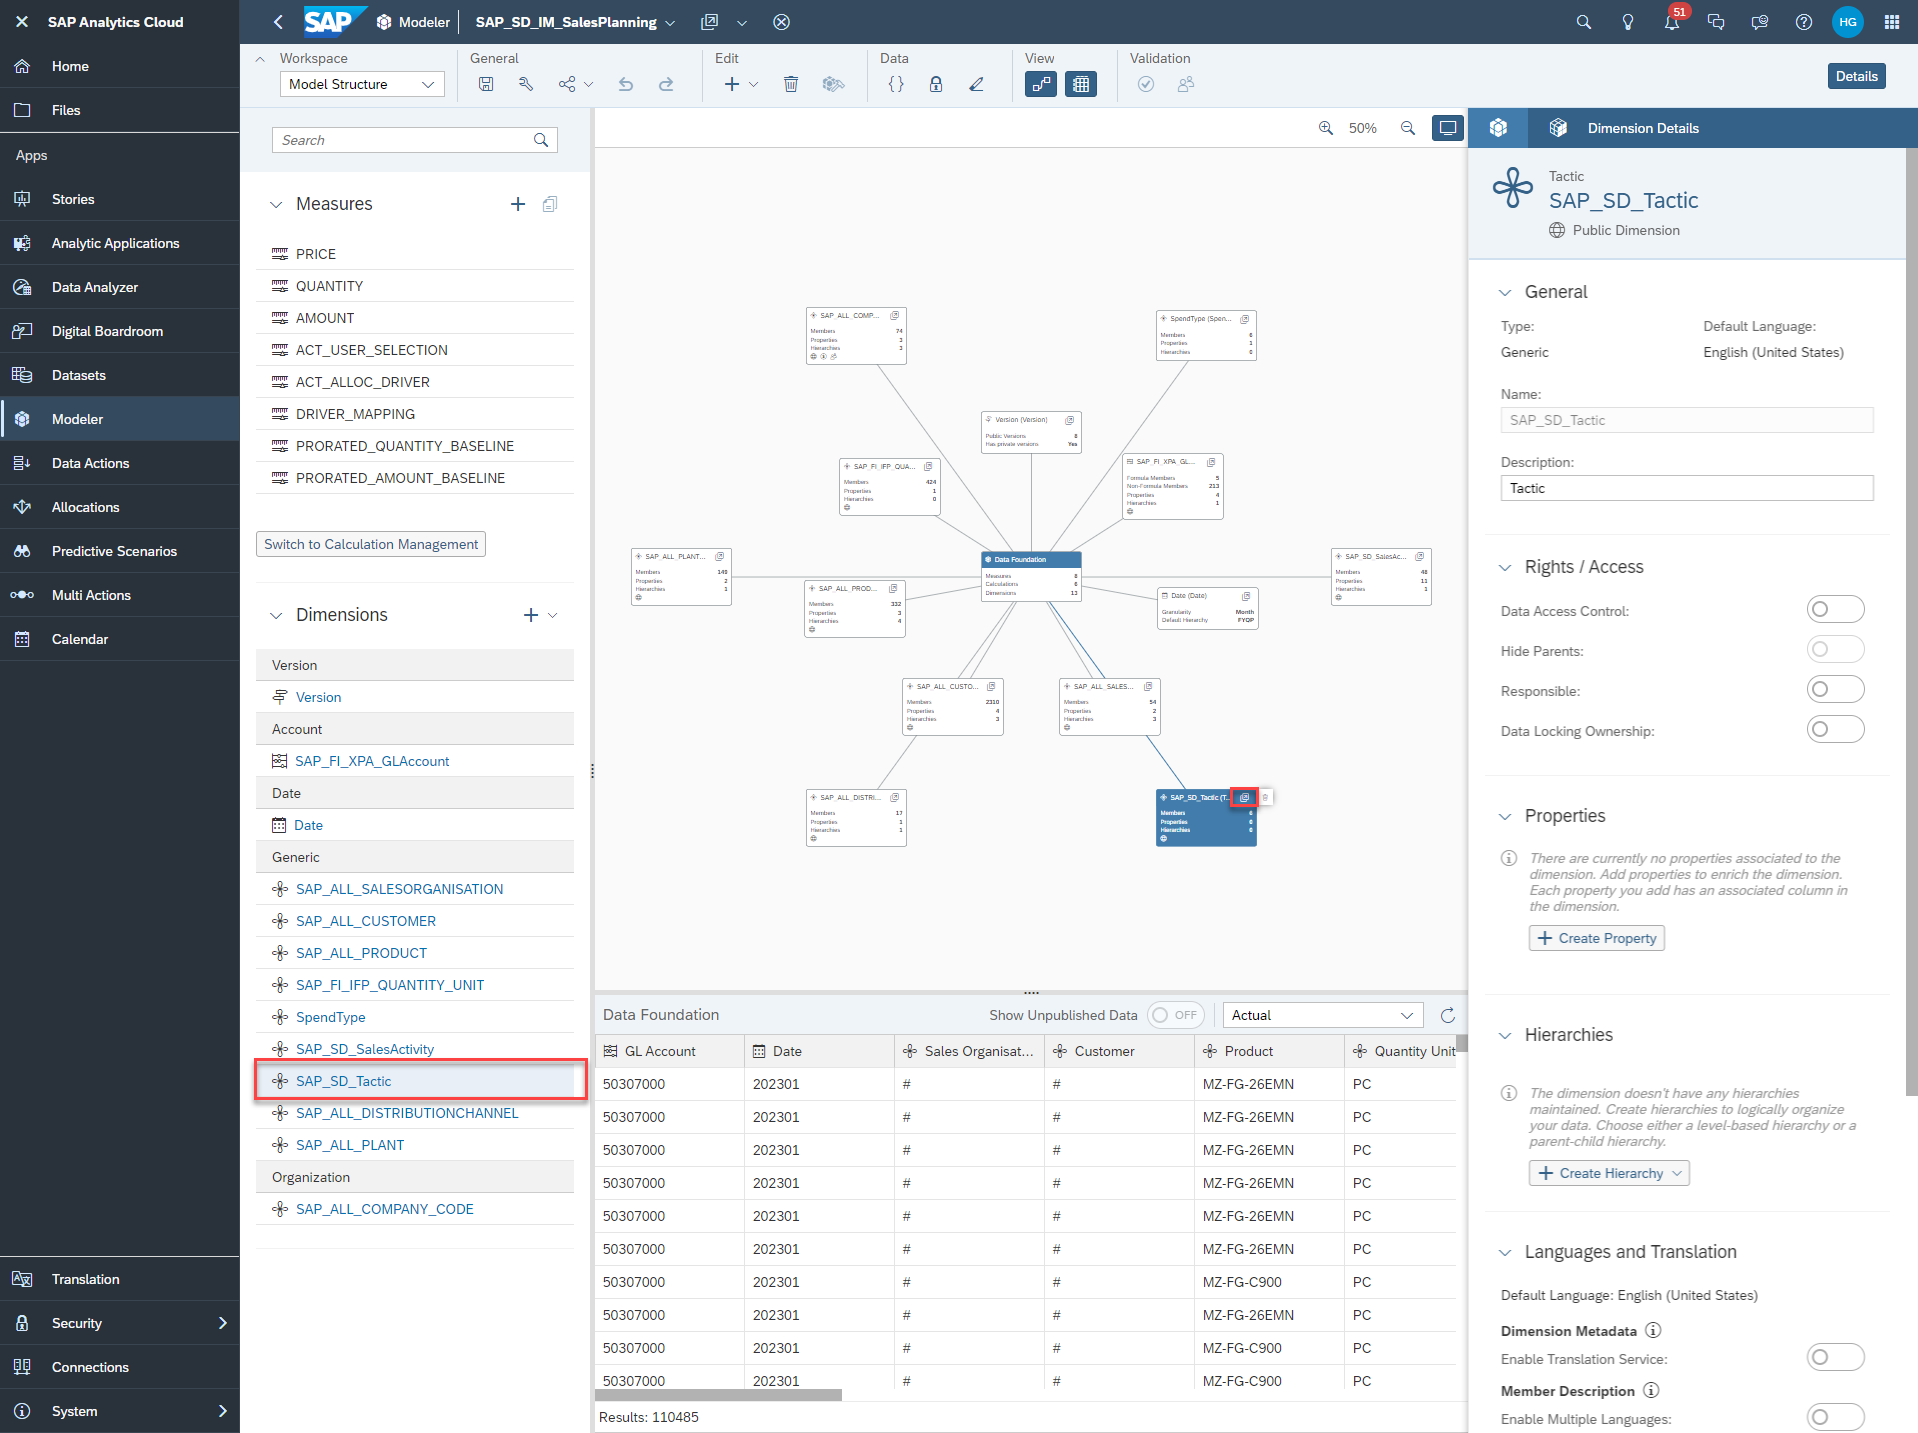 SAP Analytics Cloud
SAP
Modeler
SAP_SD_IM_SalesPlanning
51
HG
Home
Files
Apps
Stories
Analytic Applications
Data Analyzer
Digital Boardroom
Datasets
Modeler
Data Actions
Allocations
Predictive Scenarios
Multi Actions
Calendar
Translation
Security
Connections
System
Workspace
Model Structure
General
Edit
Data
View
Validation
Details
Search
Measures
PRICE
QUANTITY
AMOUNT
ACT_USER_SELECTION
ACT_ALLOC_DRIVER
DRIVER_MAPPING
PRORATED_QUANTITY_BASELINE
PRORATED_AMOUNT_BASELINE
Switch to Calculation Management
Dimensions
Version
Version
Account
SAP_FI_XPA_GLAccount
Date
Date
Generic
SAP_ALL_SALESORGANISATION
SAP_ALL_CUSTOMER
SAP_ALL_PRODUCT
SAP_FI_IFP_QUANTITY_UNIT
SpendType
SAP_SD_SalesActivity
SAP_SD_Tactic
SAP_ALL_DISTRIBUTIONCHANNEL
SAP_ALL_PLANT
Organization
SAP_ALL_COMPANY_CODE
50%
SAP_ALL_COMP...
Members 74
Properties 3
Hierarchies 3
SpendType (Spen...
Members 6
Properties 1
Hierarchies 0
Version (Version)
Public Versions 8
Has private versions Yes
SAP_FI_IFP_QUA...
Members 424
Properties 1
Hierarchies 0
SAP_FI_XPA_GL...
Formula Members 5
Non-Formula Members 213
Properties 4
Hierarchies 1
SAP_ALL_PLANT...
Members 149
Properties 2
Hierarchies 1
SAP_ALL_PROD...
Members 332
Properties 3
Hierarchies 4
Data Foundation
Measures 8
Calculations 6
Dimensions 13
Date (Date)
Granularity Month
Default Hierarchy FYQP
SAP_SD_SalesAc...
Members 48
Properties 11
Hierarchies 1
SAP_ALL_CUSTO...
Members 2310
Properties 4
Hierarchies 3
SAP_ALL_SALES...
Members 54
Properties 2
Hierarchies 3
SAP_ALL_DISTRI...
Members 17
Properties 1
Hierarchies 1
SAP_SD_Tactic (T...
Members 6
Properties 6
Hierarchies 6
Data Foundation
Show Unpublished Data
OFF
Actual
GL Account Date Sales Organisat... Customer Product Quantity Unit
50307000 202301 # # MZ-FG-26EMN PC
50307000 202301 # # MZ-FG-26EMN PC
50307000 202301 # # MZ-FG-26EMN PC
50307000 202301 # # MZ-FG-26EMN PC
50307000 202301 # # MZ-FG-26EMN PC
50307000 202301 # # MZ-FG-26EMN PC
50307000 202301 # # MZ-FG-C900 PC
50307000 202301 # # MZ-FG-26EMN PC
50307000 202301 # # MZ-FG-C900 PC
50307000 202301 # # MZ-FG-C900 PC
Results: 110485
Dimension Details
Tactic
SAP_SD_Tactic
Public Dimension
General
Type: Default Language:
Generic English (United States)
Name:
SAP_SD_Tactic
Description:
Tactic
Rights / Access
Data Access Control:
Hide Parents:
Responsible:
Data Locking Ownership:
Properties
There are currently no properties associated to the
dimension. Add properties to enrich the dimension.
Each property you add has an associated column in
the dimension.
Create Property
Hierarchies
The dimension doesn't have any hierarchies
maintained. Create hierarchies to logically organize
your data. Choose either a level-based hierarchy or a
parent-child hierarchy.
Create Hierarchy
Languages and Translation
Default Language: English (United States)
Dimension Metadata
Enable Translation Service:
Member Description
Enable Multiple Languages: